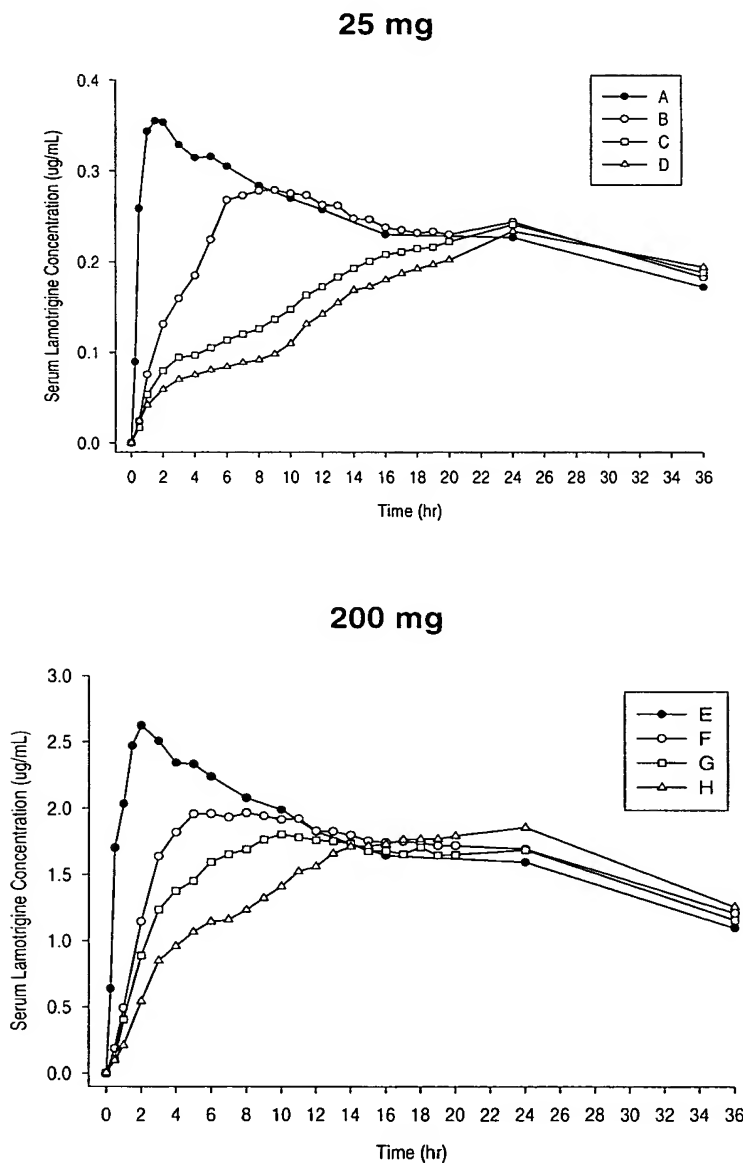 25 mg
0.4
0.3
0.2
0.1
0.0
Serum Lamotrigine Concentration (ug/mL)
A
B
C
D
0 2 4 6 8 10 12 14 16 18 20 22 24 26 28 30 32 34 36
Time (hr)
200 mg
3.0
2.5
2.0
1.5
1.0
0.5
0.0
Serum Lamotrigine Concentration (ug/mL)
E
F
G
H
0 2 4 6 8 10 12 14 16 18 20 22 24 26 28 30 32 34 36
Time (hr)